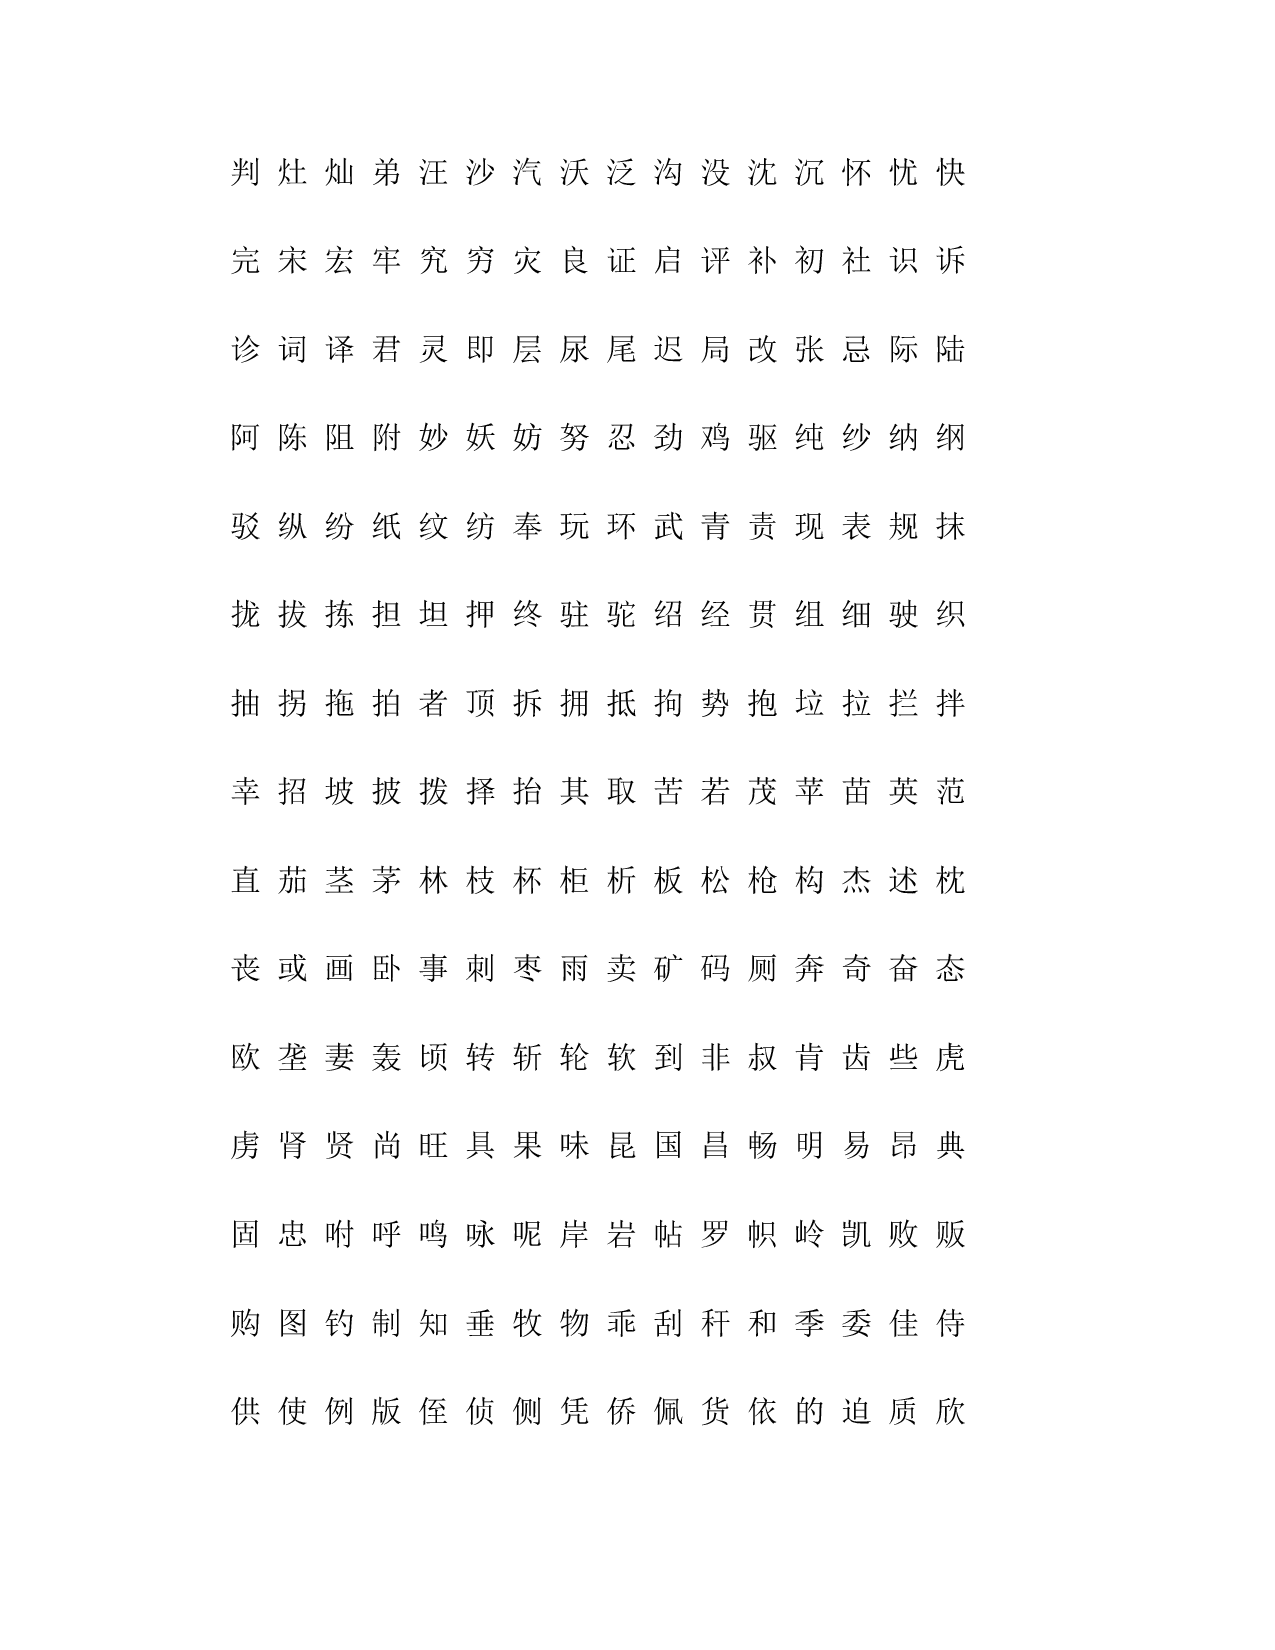 判 灶 灿 弟 汪 沙 汽 沃 泛 沟 没 沈 沉 怀 忧 快
完 宋 宏 牢 究 穷 灾 良 证 启 评 补 初 社 识 诉
诊 词 译 君 灵 即 层 尿 尾 迟 局 改 张 忌 际 陆
阿 陈 阻 附 妙 妖 妨 努 忍 劲 鸡 驱 纯 纱 纳 纲
驳 纵 纷 纸 纹 纺 奉 玩 环 武 青 责 现 表 规 抹
拢 拔 拣 担 坦 押 终 驻 驼 绍 经 贯 组 细 驶 织
抽 拐 拖 拍 者 顶 拆 拥 抵 拘 势 抱 垃 拉 拦 拌
幸 招 坡 披 拨 择 抬 其 取 苦 若 茂 苹 苗 英 范
直 茄 茎 茅 林 枝 杯 柜 析 板 松 枪 构 杰 述 枕
丧 或 画 卧 事 刺 枣 雨 卖 矿 码 厕 奔 奇 奋 态
欧 垄 妻 轰 顷 转 斩 轮 软 到 非 叔 肯 齿 些 虎
虏 肾 贤 尚 旺 具 果 味 昆 国 昌 畅 明 易 昂 典
固 忠 咐 呼 鸣 咏 呢 岸 岩 帖 罗 帜 岭 凯 败 贩
购 图 钓 制 知 垂 牧 物 乖 刮 秆 和 季 委 佳 侍
供 使 例 版 侄 侦 侧 凭 侨 佩 货 依 的 迫 质 欣